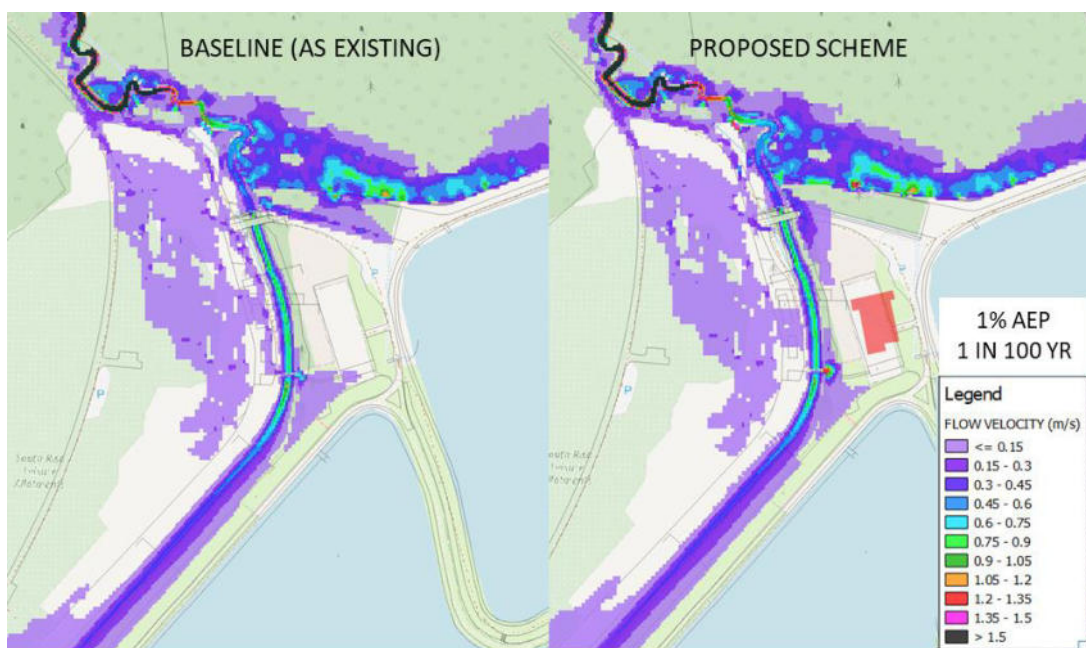 BASELINE (AS EXISTING)
PROPOSED SCHEME
P
P
P
P
1% AEP
1 IN 100 YR
Legend
FLOW VELOCITY (m/s)
<= 0.15
0.15 - 0.3
0.3 - 0.45
0.45 - 0.6
0.6 - 0.75
0.75 - 0.9
0.9 - 1.05
1.05 - 1.2
1.2 - 1.35
1.35 - 1.5
> 1.5